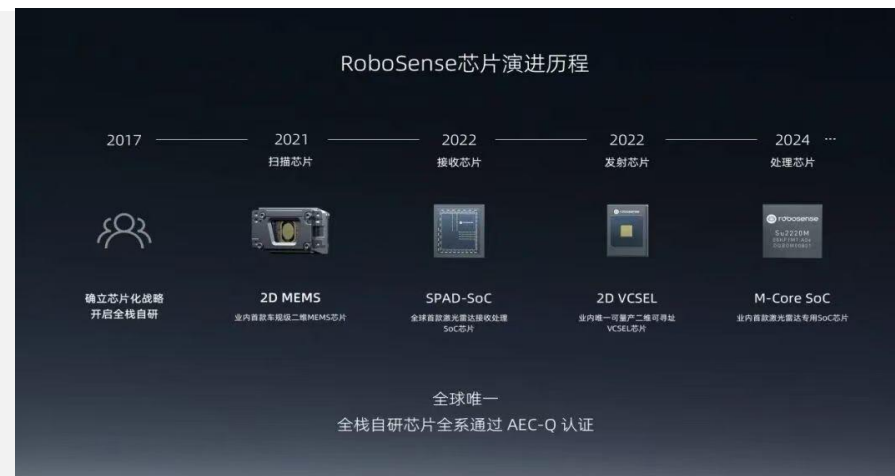 RoboSense芯片演进历程
2017
2021
2022
2022
2024 ...
扫描芯片
接收芯片
发射芯片
处理芯片
robosense
robosense
Su2220M
确立芯片化战略
开启全栈自研
2D MEMS
业内首款车规级二维MEMS芯片
SPAD-SoC
全球首款激光雷达接收处理
SoC芯片
2D VCSEL
业内唯一可量产二维可寻址
VCSEL芯片
M-Core SoC
业内首款激光雷达专用SoC芯片
全球唯一
全栈自研芯片全系通过 AEC-Q 认证